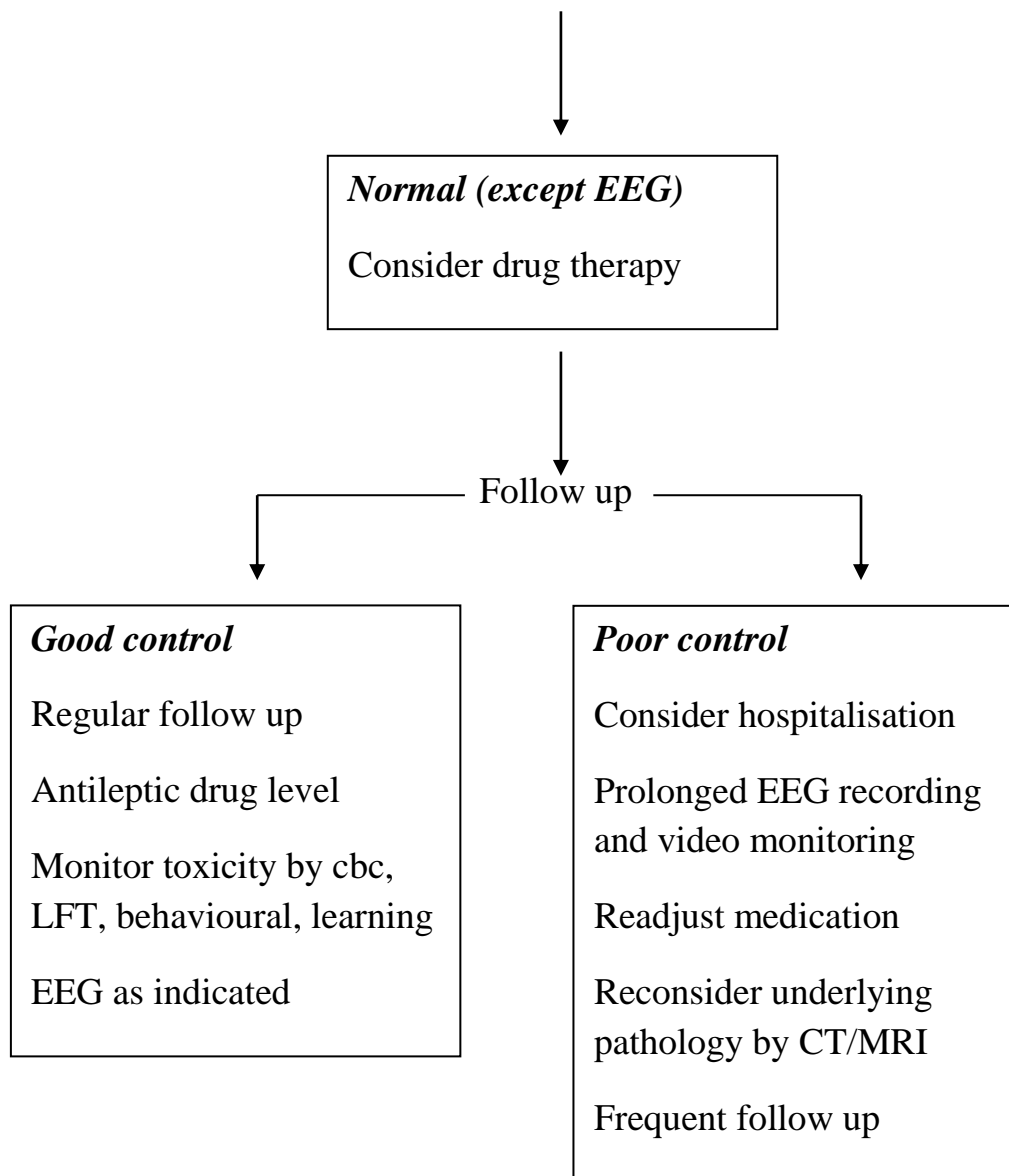 Normal (except EEG)
Consider drug therapy
Follow up
Good control
Regular follow up
Antileptic drug level
Monitor toxicity by cbc,
LFT, behavioural, learning
EEG as indicated
Poor control
Consider hospitalisation
Prolonged EEG recording
and video monitoring
Readjust medication
Reconsider underlying
pathology by CT/MRI
Frequent follow up